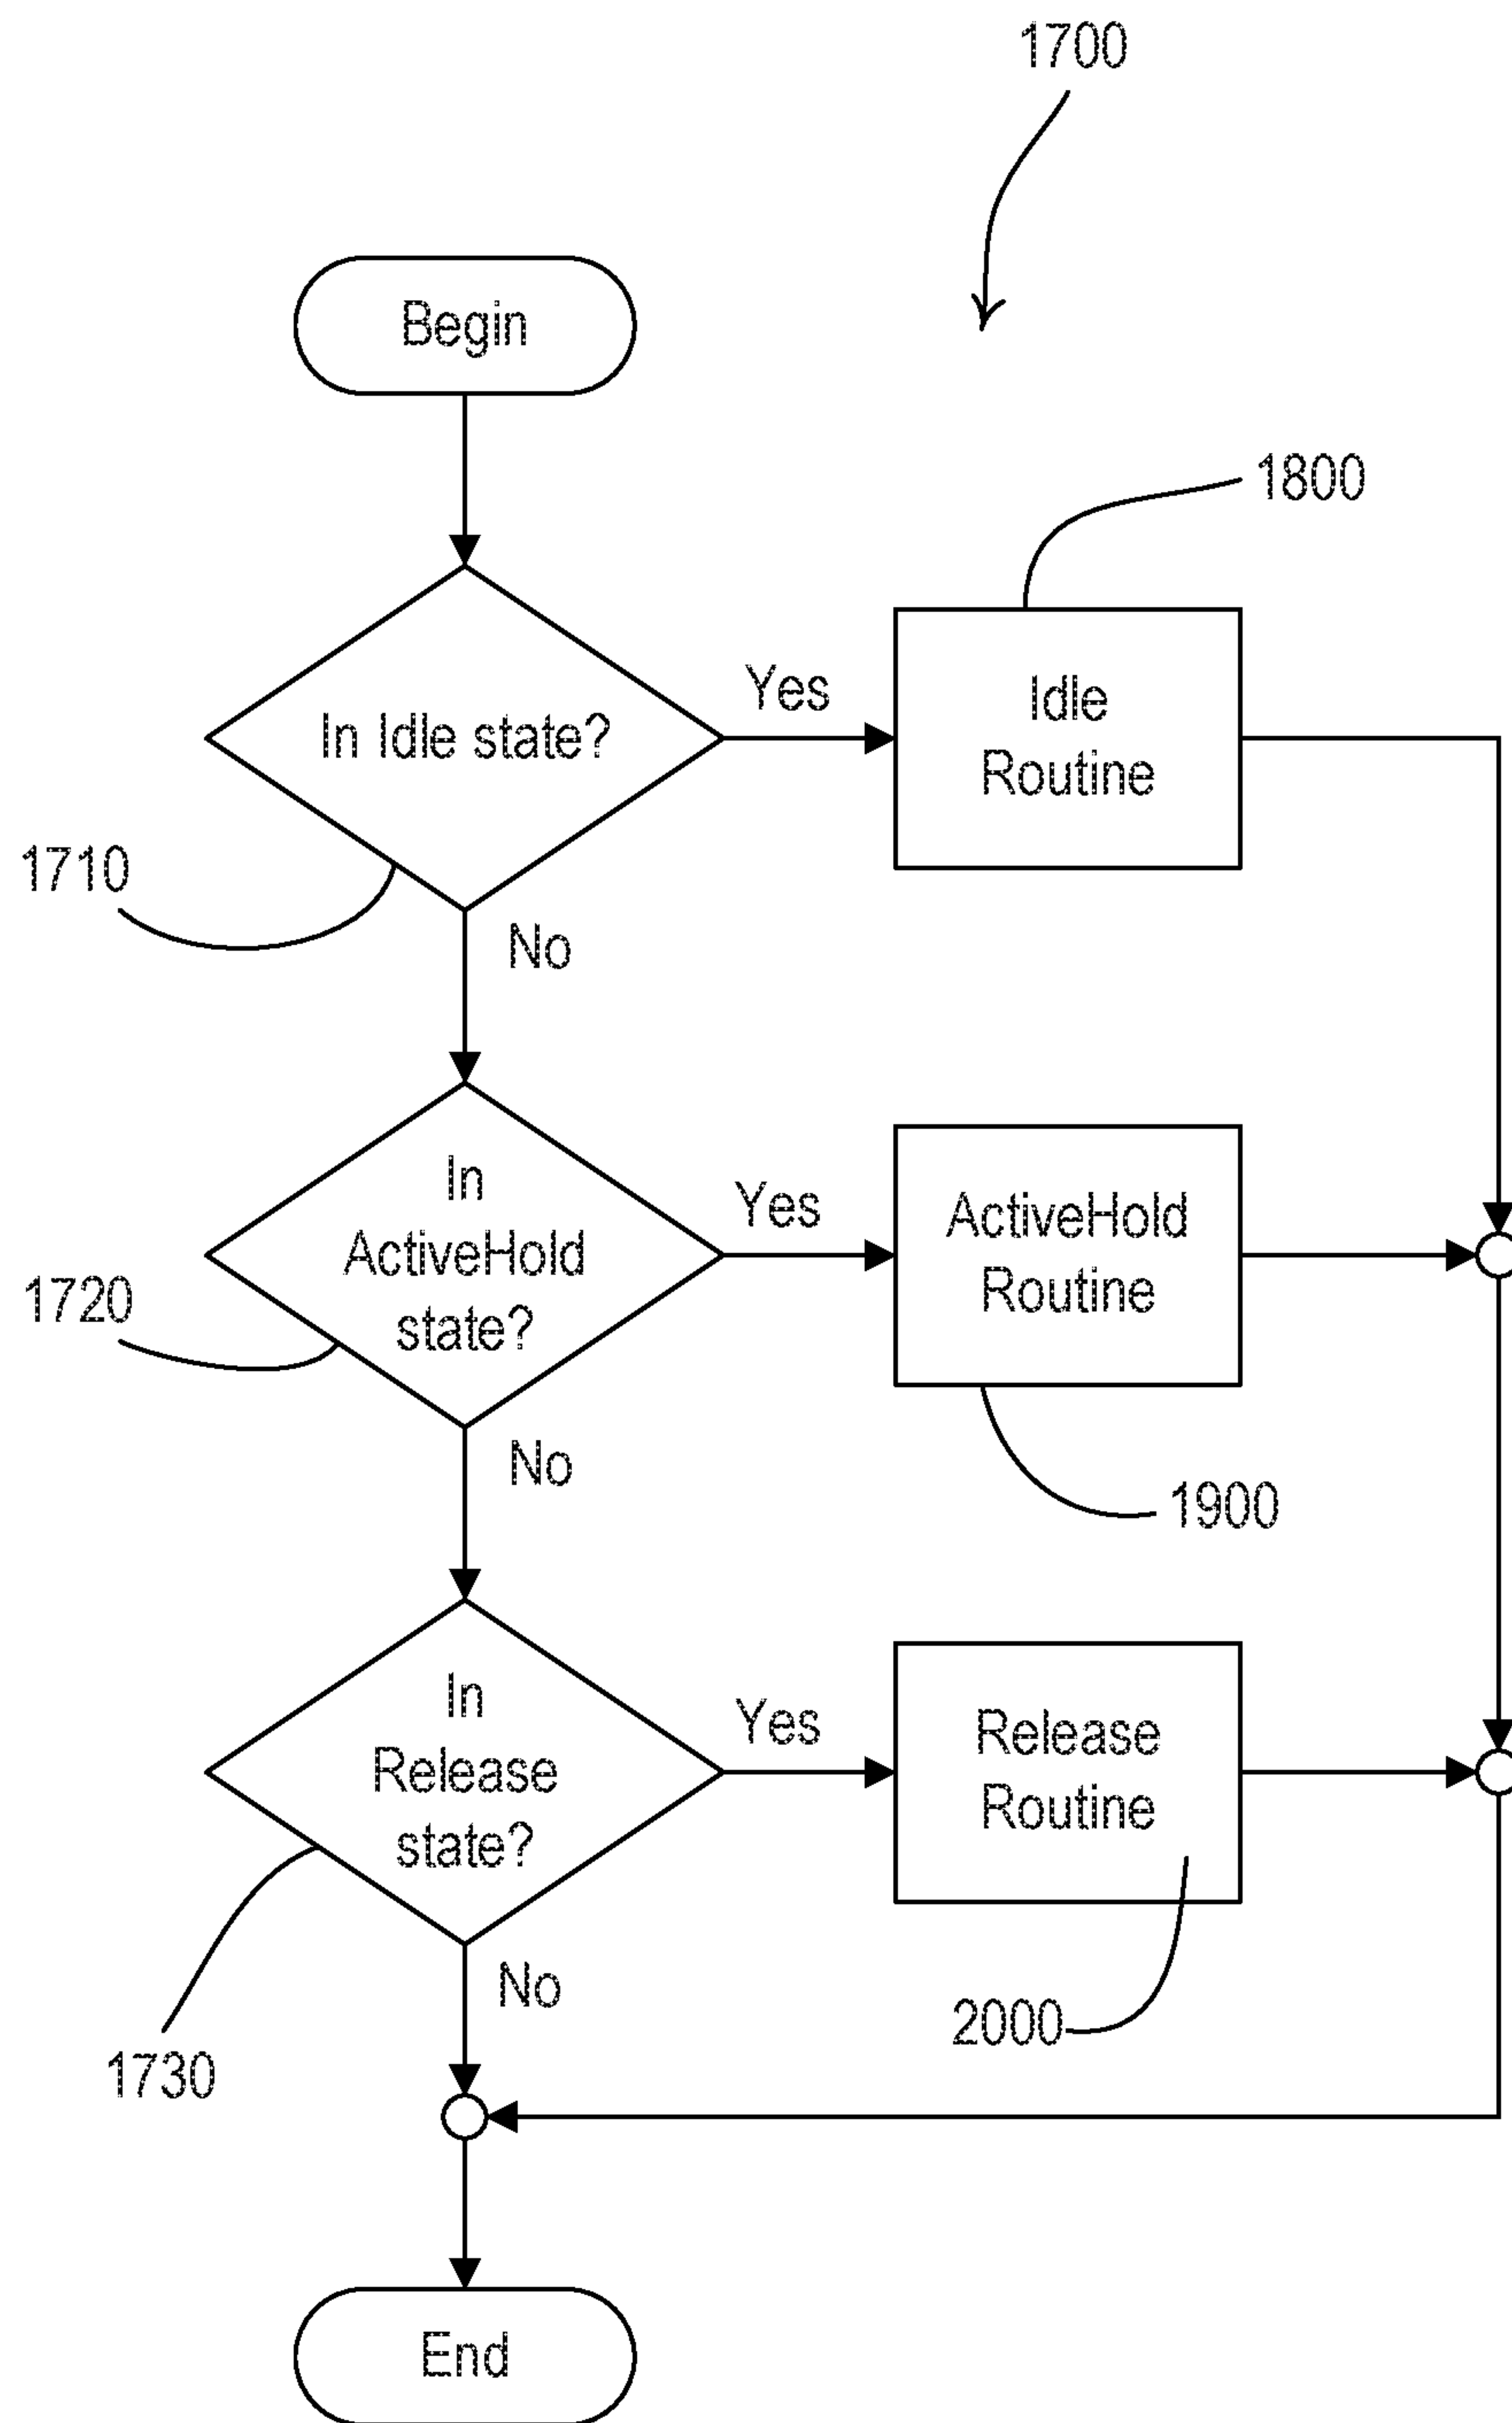 1700
Begin
1800
In Idle state?
Yes
Idle
Routine
1710
No
In
ActiveHold
state?
Yes
ActiveHold
Routine
1720
No
1900
In
Release
state?
Yes
Release
Routine
No
2000
1730
End